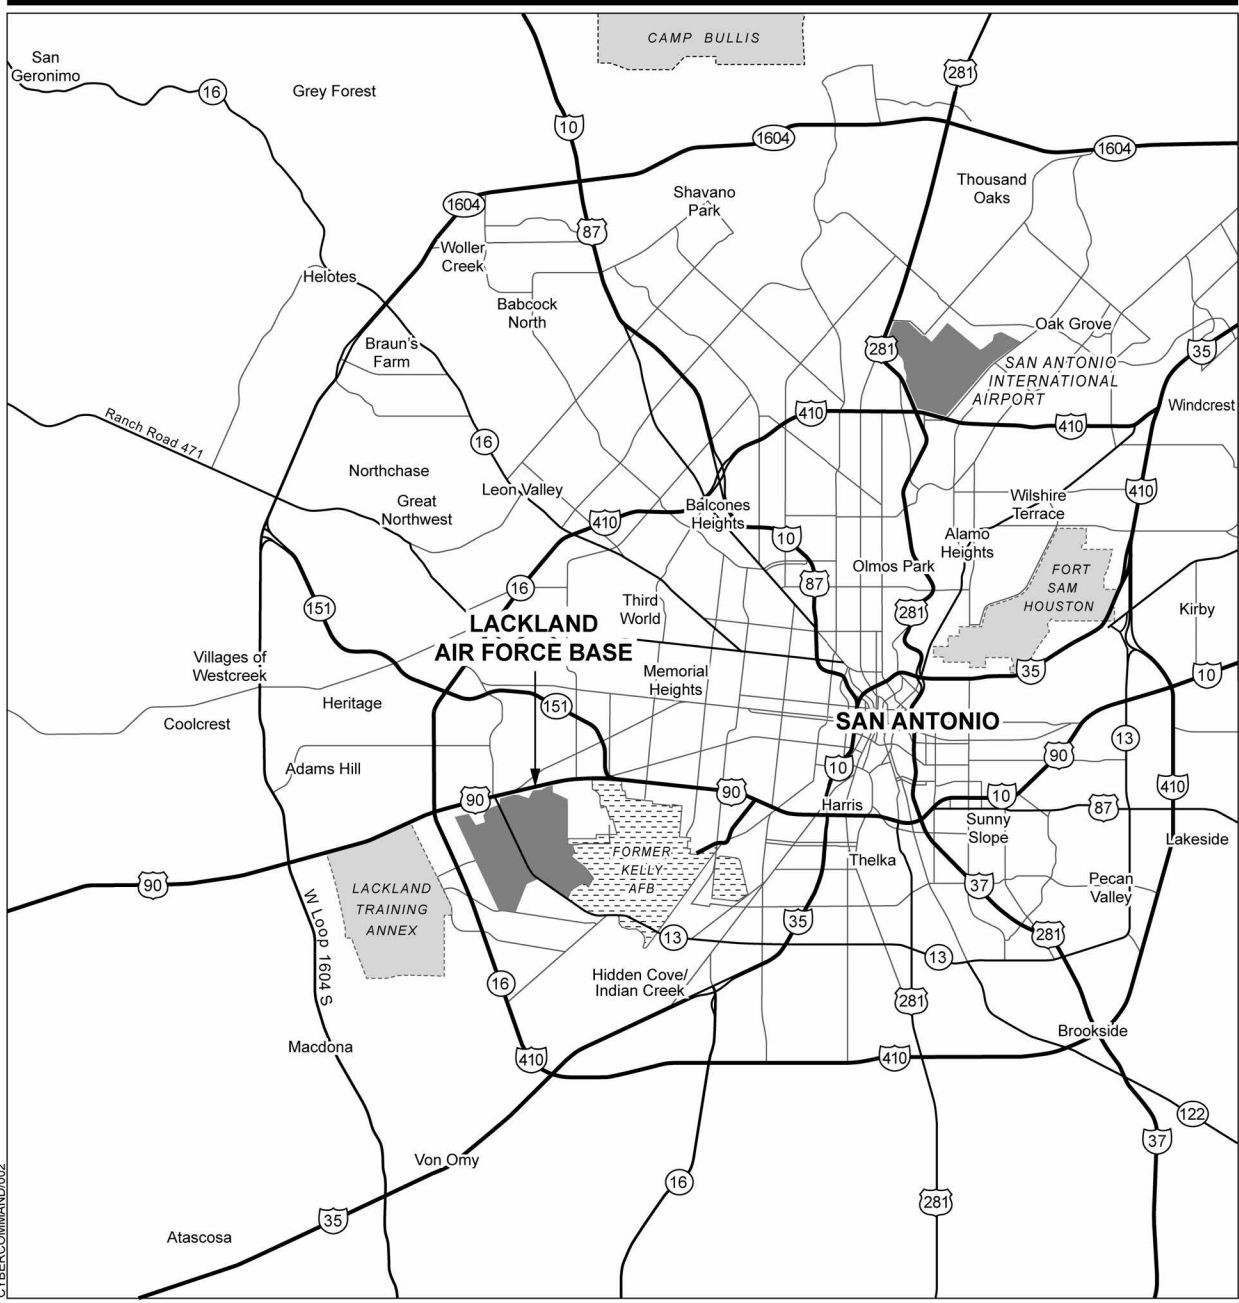 CAMP BULLIS
San
Geronimo
16
Grey Forest
281
10
1604
1604
Thousand
Oaks
Shavano
Park
1604
87
Woller
Creek
Helotes
Babcock
North
Oak Grove
281
35
Braun's
Farm
SAN ANTONIO
INTERNATIONAL
AIRPORT
Ranch Road 471
410
410
Windcrest
16
Northchase
Leon Valley
410
Great
Northwest
Balcones
Heights
Wilshire
Terrace
410
10
Alamo
Heights
Olmos Park
FORT
SAM
HOUSTON
16
87
151
Third
World
281
Kirby
LACKLAND
AIR FORCE BASE
Villages of
Westcreek
Memorial
Heights
35
10
Heritage
151
Coolcrest
SAN ANTONIO
13
Adams Hill
10
90
90
90
Harris
10
87
410
Sunny
Slope
Lakeside
FORMER
KELLY
AFB
Thelka
90
LACKLAND
TRAINING
ANNEX
37
Pecan
Valley
W Loop 1604 S
35
13
281
13
Hidden Cove/
Indian Creek
16
281
Brookside
Macdona
410
410
122
37
Von Omy
16
281
35
Atascosa
CYBERCOMMAND/002